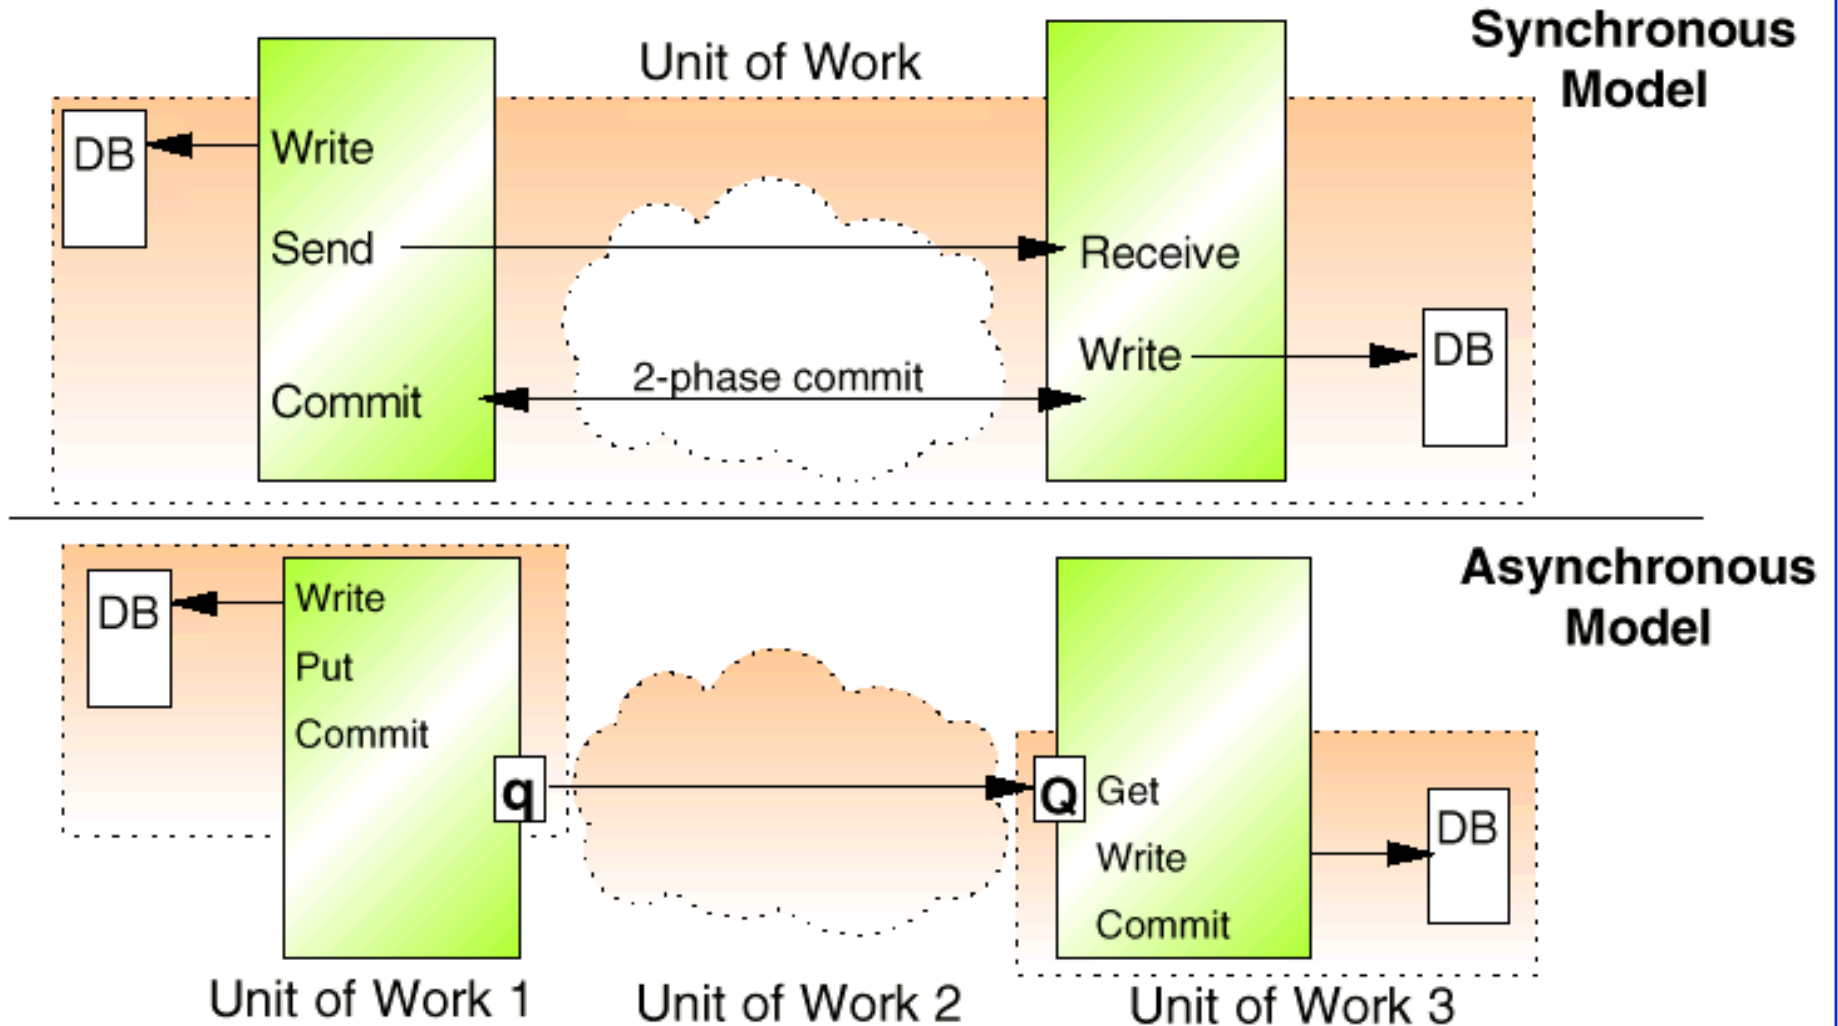 Synchronous
Model
Unit of Work
DB
Write
Send
Receive
Write
DB
2-phase commit
Commit
Asynchronous
Model
DB
Write
Put
Commit
q
Q
Get
Write
Commit
DB
Unit of Work 1
Unit of Work 2
Unit of Work 3